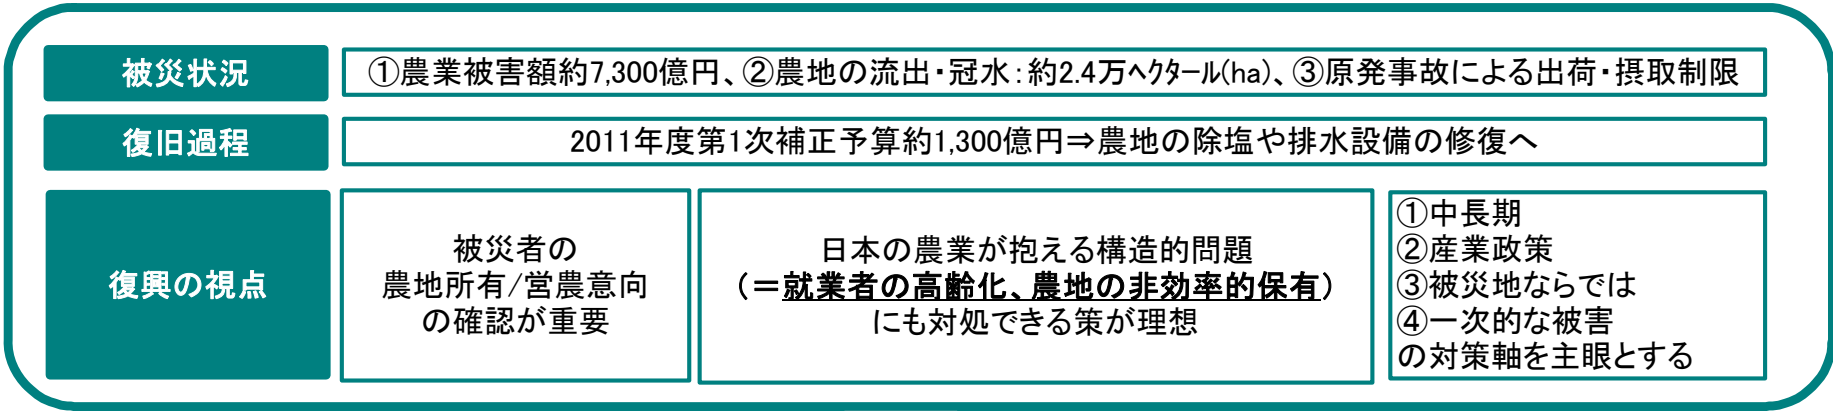 被災状況
①農業被害額約7,300億円、②農地の流出・冠水：約2.4万ﾍｸﾀｰﾙ(ha)、③原発事故による出荷・摂取制限
復旧過程
2011年度第1次補正予算約1,300億円⇒農地の除塩や排水設備の修復へ
復興の視点
被災者の
農地所有/営農意向
の確認が重要
日本の農業が抱える構造的問題
（＝就業者の高齢化、農地の非効率的保有）
にも対処できる策が理想
①中長期
②産業政策
③被災地ならでは
④一次的な被害
の対策軸を主眼とする